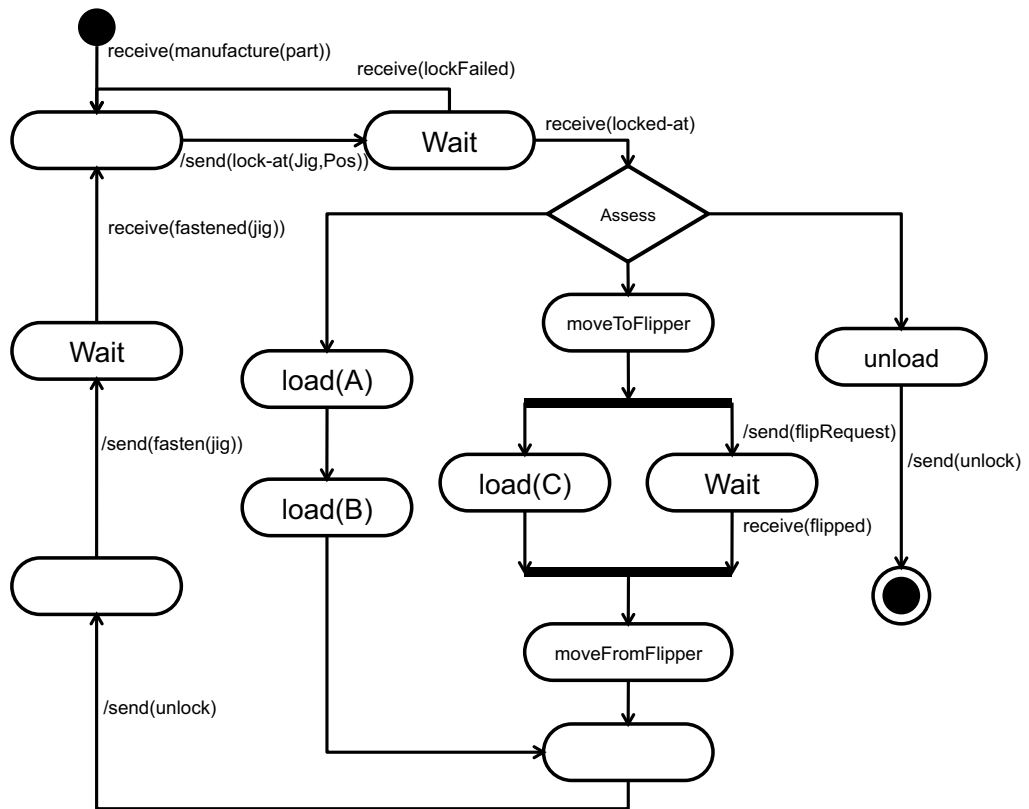 receive(manufacture(part))
receive(lockFailed)
Wait
receive(locked-at)
/send(lock-at(Jig,Pos))
Assess
receive(fastened(jig))
moveToFlipper
Wait
unload
load(A)
/send(flipRequest)
/send(fasten(jig))
/send(unlock)
load(C)
Wait
load(B)
receive(flipped)
moveFromFlipper
/send(unlock)